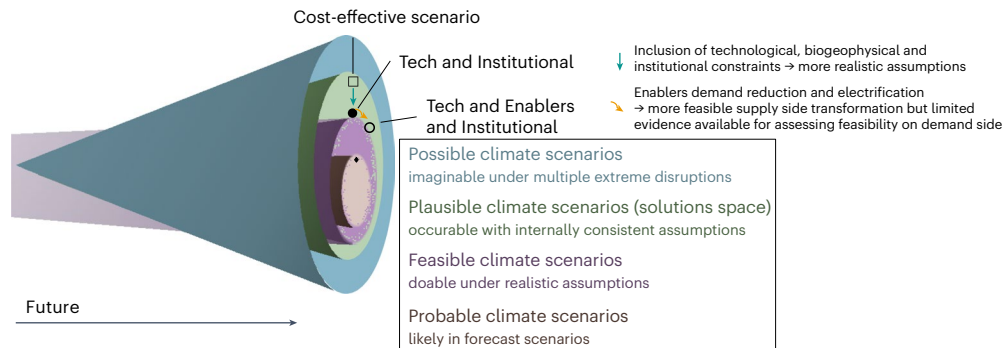 Cost-effective scenario
Tech and Institutional
Tech and Enablers
and Institutional
Inclusion of technological, biogeophysical and
institutional constraints → more realistic assumptions
Enablers demand reduction and electrification
→ more feasible supply side transformation but limited
evidence available for assessing feasibility on demand side
Possible climate scenarios
imaginable under multiple extreme disruptions
Plausible climate scenarios (solutions space)
occurable with internally consistent assumptions
Feasible climate scenarios
doable under realistic assumptions
Probable climate scenarios
likely in forecast scenarios
Future